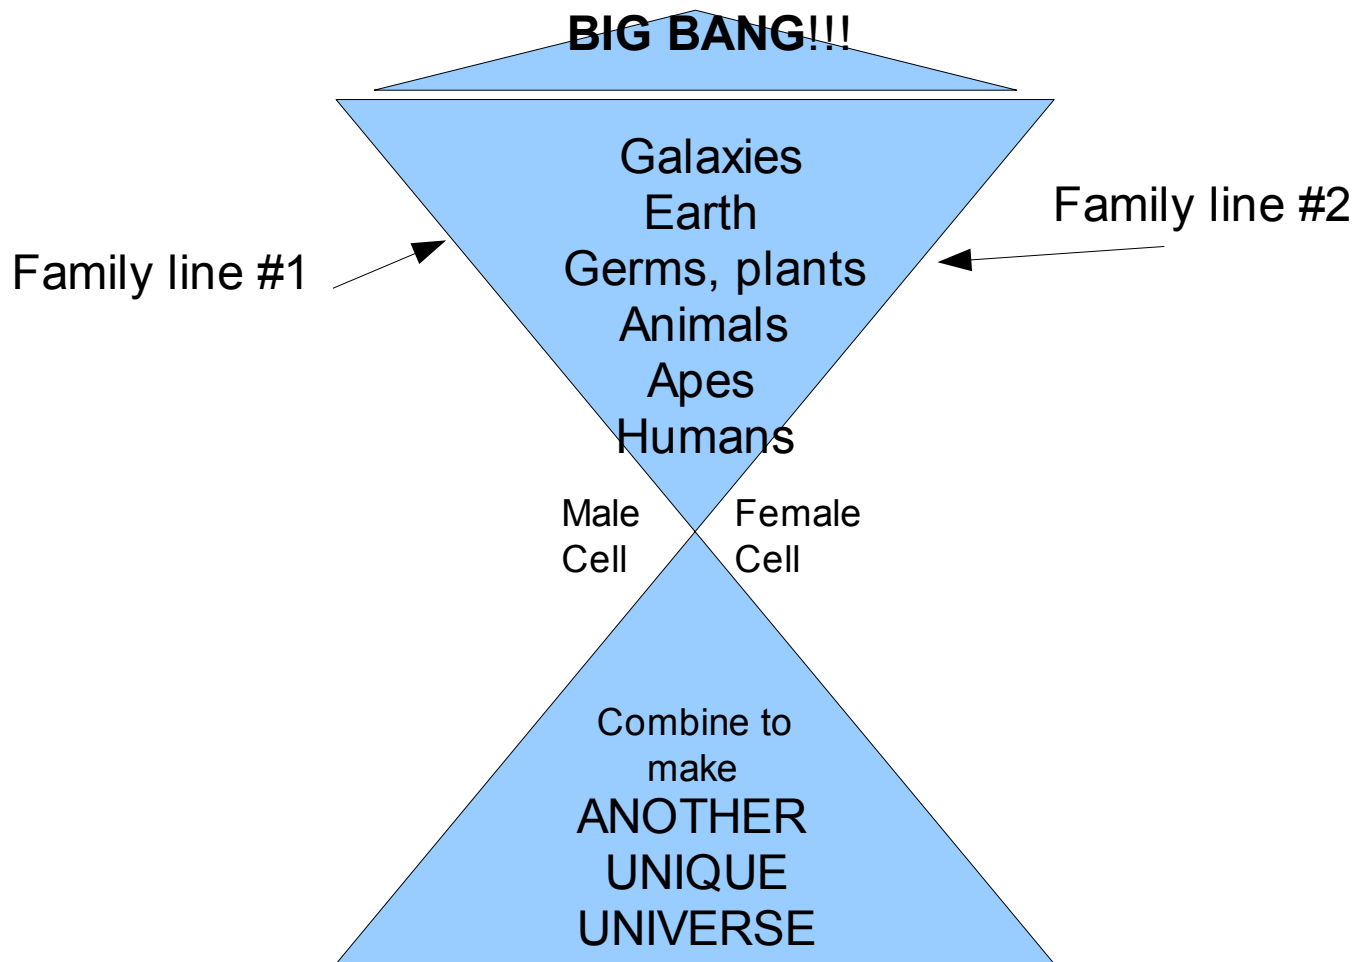 BIG BANG!!!
Galaxies
Earth
Germs, plants
Animals
Apes
Humans
Family line #1
Family line #2
Male
Cell
Female
Cell
Combine to
make
ANOTHER
UNIQUE
UNIVERSE